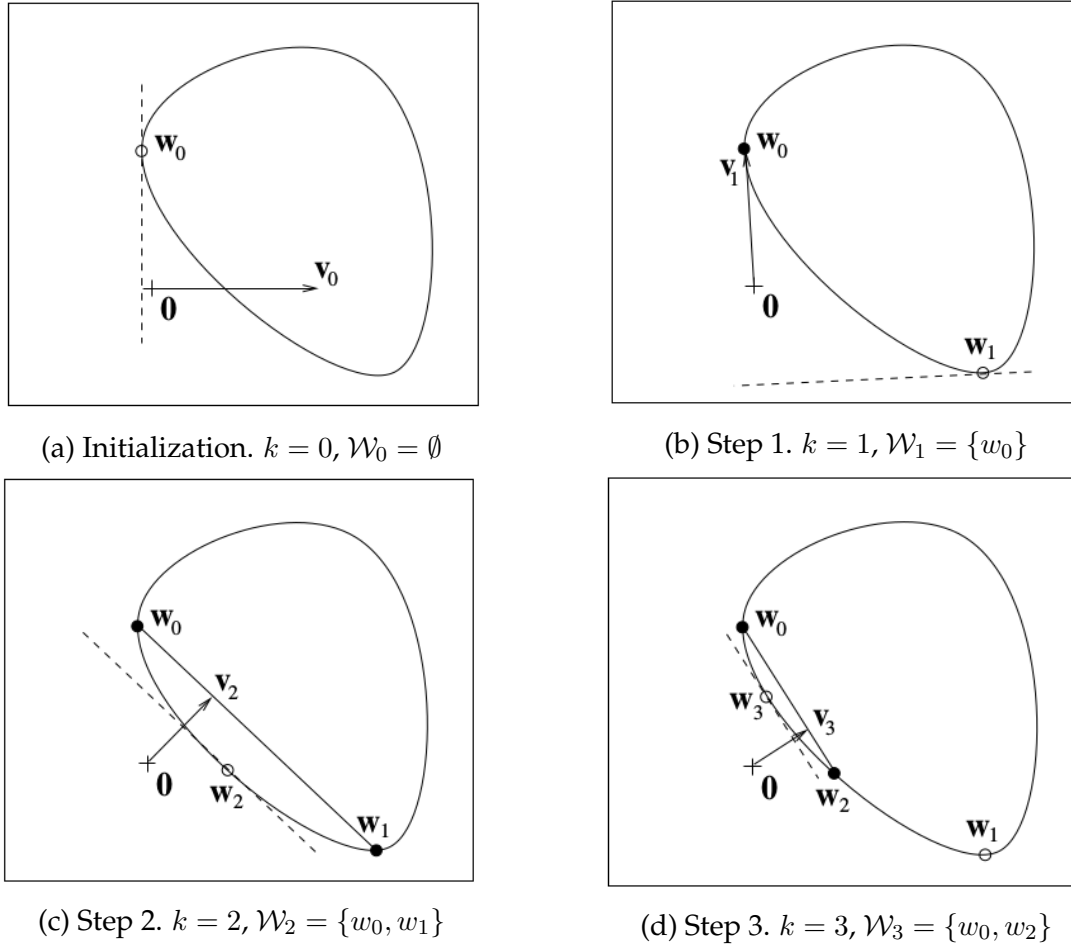 w₀
v₀
0
(a) Initialization. k = 0, 𝒲₀ = ∅
w₀
v₁
0
w₁
(b) Step 1. k = 1, 𝒲₁ = {w₀}
w₀
v₂
0
w₂
w₁
(c) Step 2. k = 2, 𝒲₂ = {w₀, w₁}
w₀
w₃
v₃
0
w₂
w₁
(d) Step 3. k = 3, 𝒲₃ = {w₀, w₂}